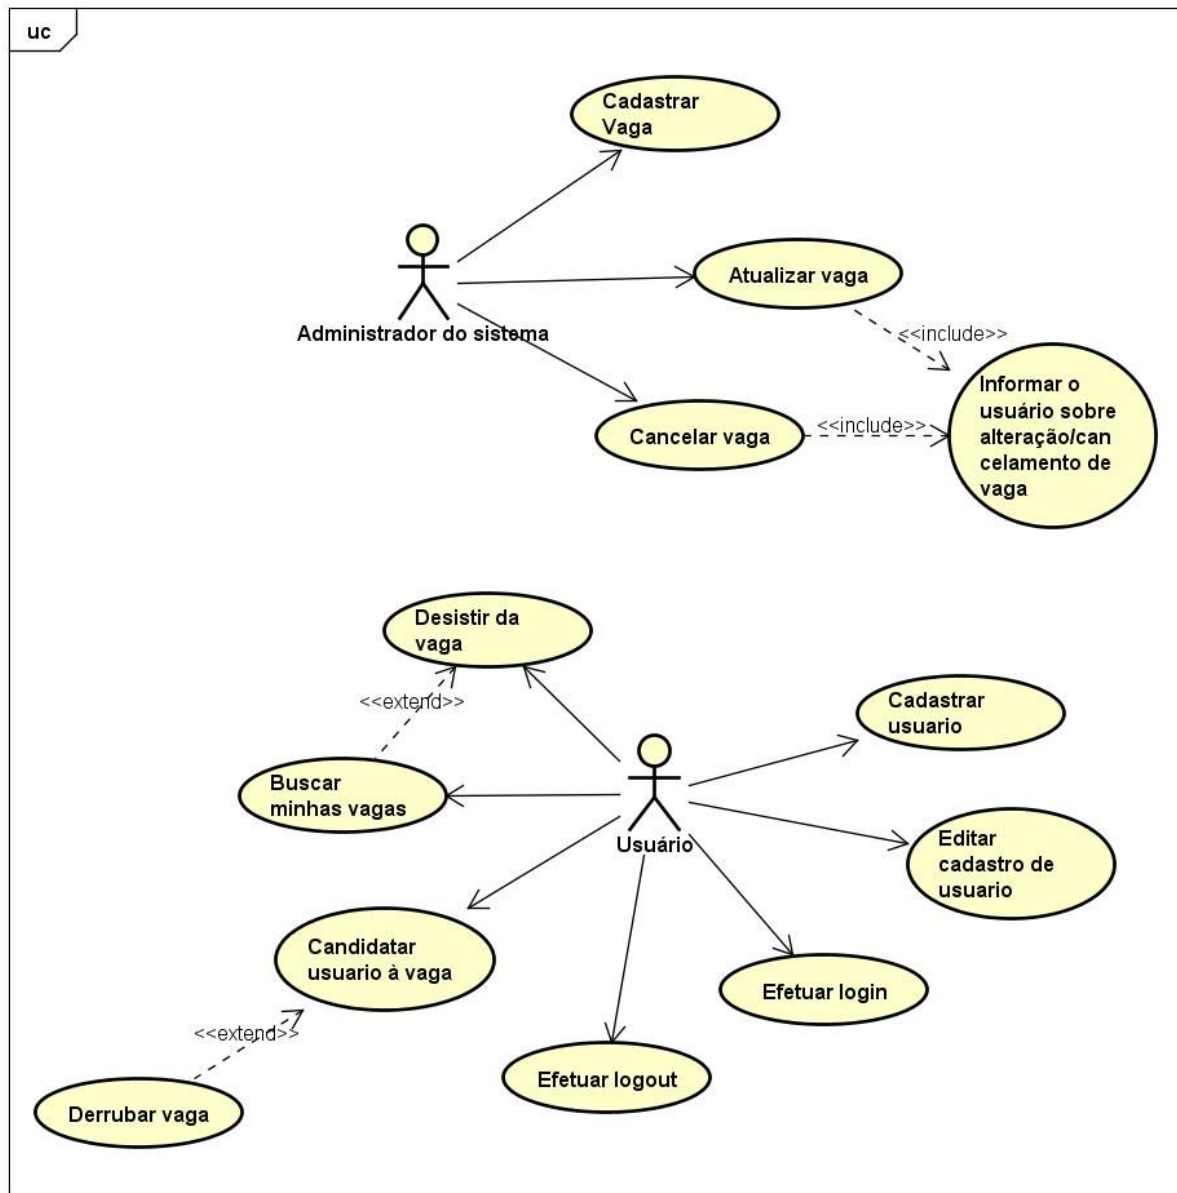 uc
Cadastrar
Vaga
Atualizar vaga
Administrador do sistema
<<include>>
Informar o
usuário sobre
alteração/can
celamento de
vaga
Cancelar vaga
<<include>>
Desistir da
vaga
<<extend>>
Cadastrar
usuario
Buscar
minhas vagas
Usuário
Editar
cadastro de
usuario
Candidatar
usuario à vaga
Efetuar login
<<extend>>
Efetuar logout
Derrubar vaga